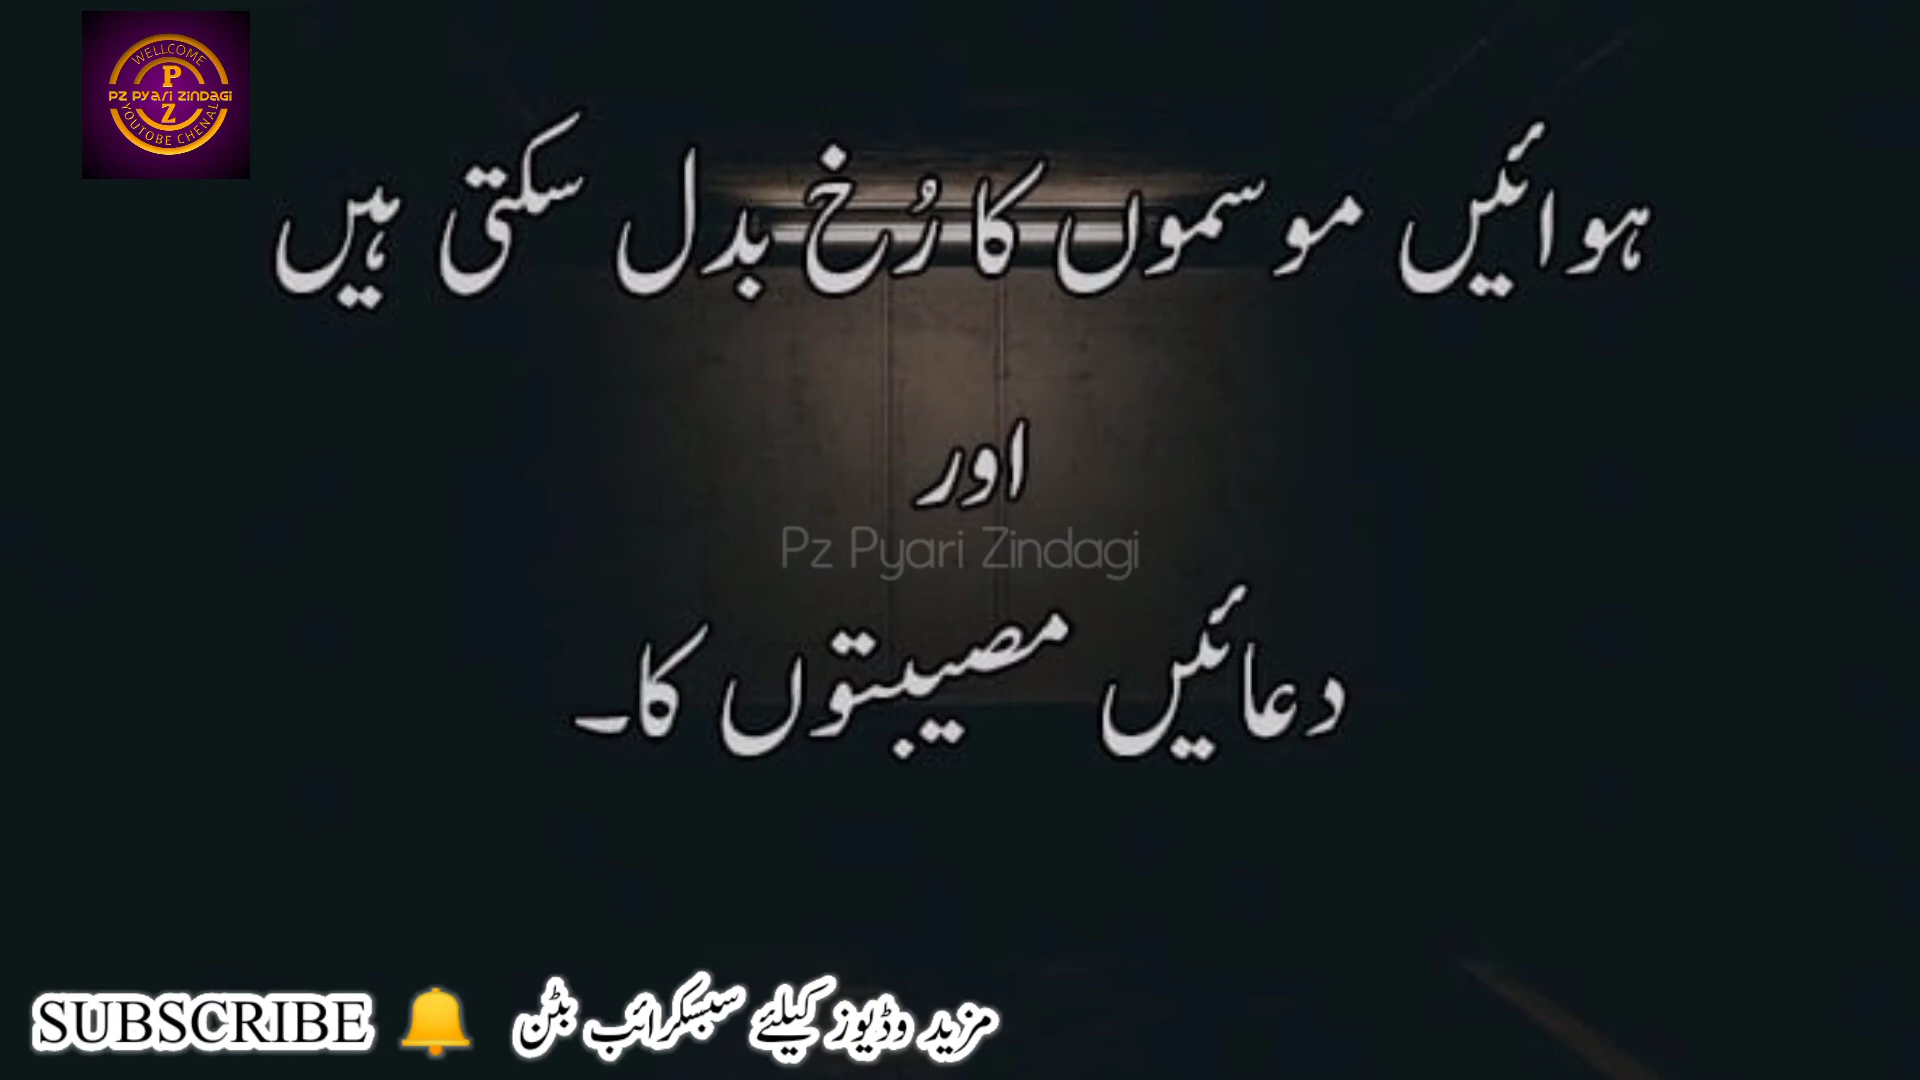 WELLCOME
P
PZ PYARI ZINDAGI
Z
YOUTOBE CHENAL
ہوائیں موسموں کا رُخ بدل سکتی ہیں
اور
Pz Pyari Zindagi
دعائیں مصیبتوں کا۔
SUBSCRIBE 🔔 مزید وڈیوز کیلئے سبسکرائب بٹن